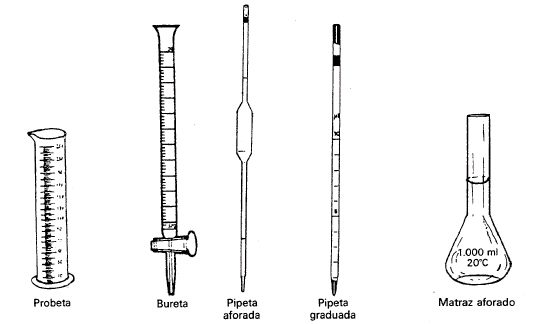 1.000 ml
20°C
Probeta
Bureta
Pipeta
aforada
Pipeta
graduada
Matraz aforado